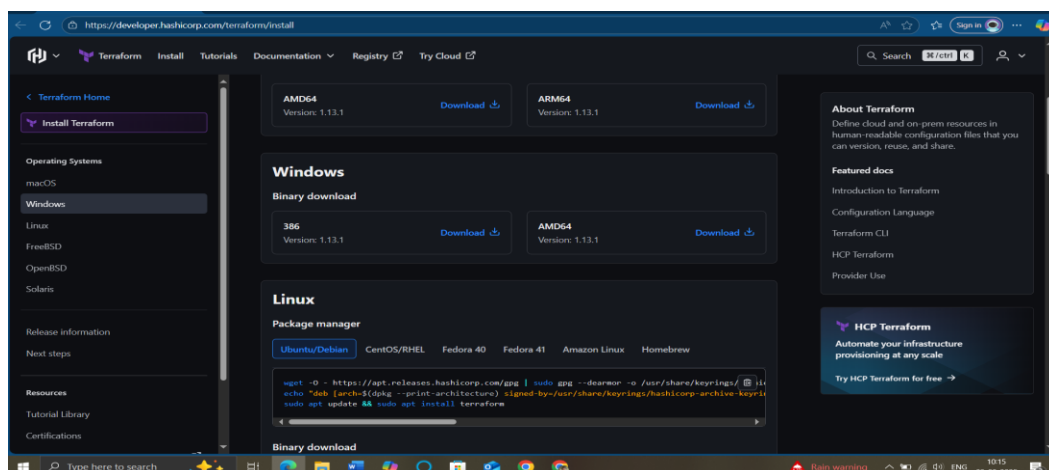 https://developer.hashicorp.com/terraform/install
Sign in
Terraform Install Tutorials Documentation Registry Try Cloud
Search ⌘/ctrl K
< Terraform Home
Install Terraform
Operating Systems
macOS
Windows
Linux
FreeBSD
OpenBSD
Solaris
Release information
Next steps
Resources
Tutorial Library
Certifications
AMD64
Version: 1.13.1
Download
ARM64
Version: 1.13.1
Download
Windows
Binary download
386
Version: 1.13.1
Download
AMD64
Version: 1.13.1
Download
Linux
Package manager
Ubuntu/Debian CentOS/RHEL Fedora 40 Fedora 41 Amazon Linux Homebrew
wget -O - https://apt.releases.hashicorp.com/gpg | sudo gpg --dearmor -o /usr/share/keyrings/
echo "deb [arch=$(dpkg --print-architecture) signed-by=/usr/share/keyrings/hashicorp-archive-keyri
sudo apt update && sudo apt install terraform
Binary download
About Terraform
Define cloud and on-prem resources in
human-readable configuration files that you
can version, reuse, and share.
Featured docs
Introduction to Terraform
Configuration Language
Terraform CLI
HCP Terraform
Provider Use
HCP Terraform
Automate your infrastructure
provisioning at any scale
Try HCP Terraform for free →
Type here to search
Rain warning
ENG
10:15